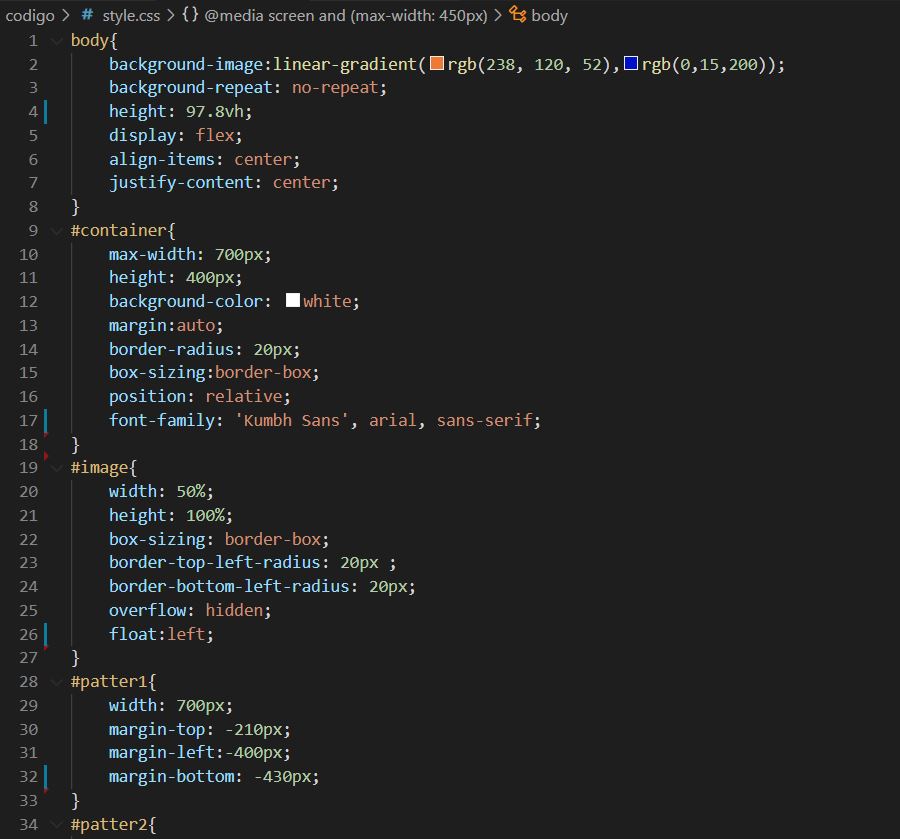 codigo > # style.css > {} @media screen and (max-width: 450px) > body
1 body{
2 background-image:linear-gradient(rgb(238, 120, 52),rgb(0,15,200));
3 background-repeat: no-repeat;
4 height: 97.8vh;
5 display: flex;
6 align-items: center;
7 justify-content: center;
8 }
9 #container{
10 max-width: 700px;
11 height: 400px;
12 background-color: white;
13 margin:auto;
14 border-radius: 20px;
15 box-sizing:border-box;
16 position: relative;
17 font-family: 'Kumbh Sans', arial, sans-serif;
18 }
19 #image{
20 width: 50%;
21 height: 100%;
22 box-sizing: border-box;
23 border-top-left-radius: 20px ;
24 border-bottom-left-radius: 20px;
25 overflow: hidden;
26 float:left;
27 }
28 #patter1{
29 width: 700px;
30 margin-top: -210px;
31 margin-left:-400px;
32 margin-bottom: -430px;
33 }
34 #patter2{